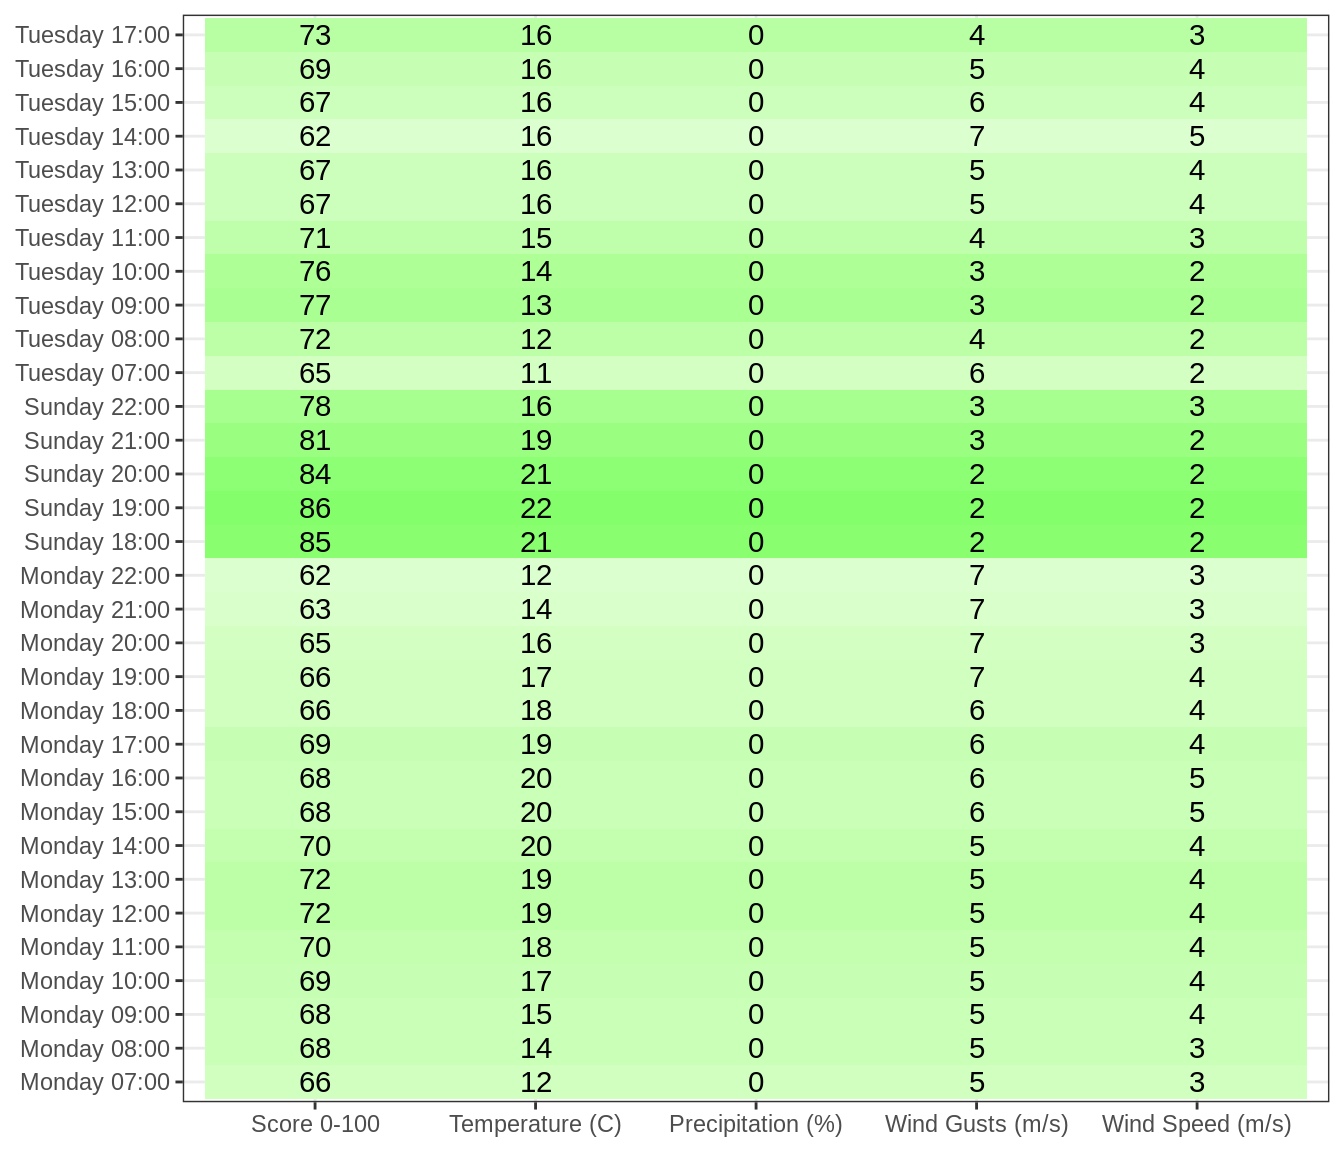 Tuesday 17:00 73 16 0 4 3
Tuesday 16:00 69 16 0 5 4
Tuesday 15:00 67 16 0 6 4
Tuesday 14:00 62 16 0 7 5
Tuesday 13:00 67 16 0 5 4
Tuesday 12:00 67 16 0 5 4
Tuesday 11:00 71 15 0 4 3
Tuesday 10:00 76 14 0 3 2
Tuesday 09:00 77 13 0 3 2
Tuesday 08:00 72 12 0 4 2
Tuesday 07:00 65 11 0 6 2
Sunday 22:00 78 16 0 3 3
Sunday 21:00 81 19 0 3 2
Sunday 20:00 84 21 0 2 2
Sunday 19:00 86 22 0 2 2
Sunday 18:00 85 21 0 2 2
Monday 22:00 62 12 0 7 3
Monday 21:00 63 14 0 7 3
Monday 20:00 65 16 0 7 3
Monday 19:00 66 17 0 7 4
Monday 18:00 66 18 0 6 4
Monday 17:00 69 19 0 6 4
Monday 16:00 68 20 0 6 5
Monday 15:00 68 20 0 6 5
Monday 14:00 70 20 0 5 4
Monday 13:00 72 19 0 5 4
Monday 12:00 72 19 0 5 4
Monday 11:00 70 18 0 5 4
Monday 10:00 69 17 0 5 4
Monday 09:00 68 15 0 5 4
Monday 08:00 68 14 0 5 3
Monday 07:00 66 12 0 5 3
Score 0-100 Temperature (C) Precipitation (%) Wind Gusts (m/s) Wind Speed (m/s)